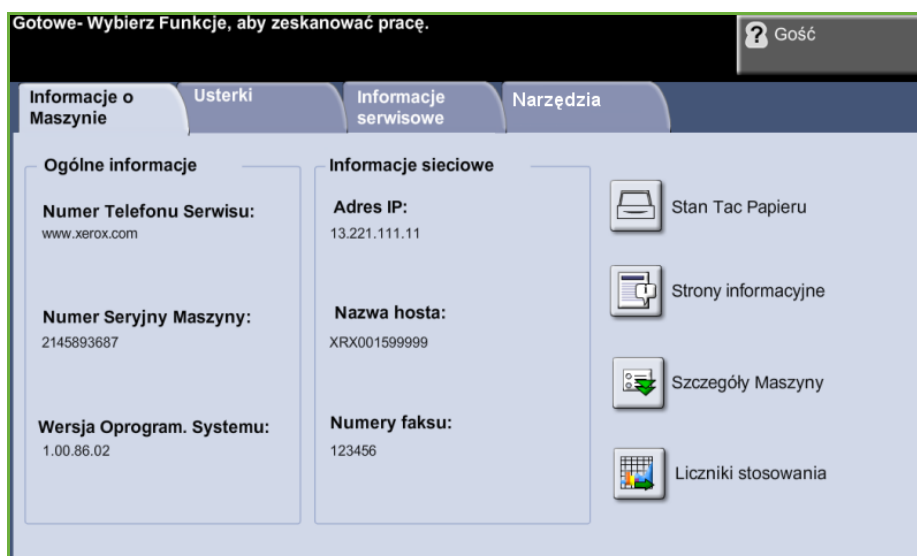 Gotowe- Wybierz Funkcje, aby zeskanować pracę.
? Gość
Informacje o
Maszynie
Usterki
Informacje
serwisowe
Narzędzia
Ogólne informacje
Numer Telefonu Serwisu:
www.xerox.com
Numer Seryjny Maszyny:
2145893687
Wersja Oprogram. Systemu:
1.00.86.02
Informacje sieciowe
Adres IP:
13.221.111.11
Nazwa hosta:
XRX001599999
Numery faksu:
123456
Stan Tac Papieru
Strony informacyjne
Szczegóły Maszyny
Liczniki stosowania